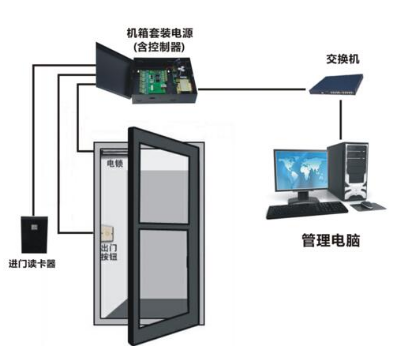 机箱套装电源
(含控制器)
交换机
电锁
出门
按钮
进门读卡器
管理电脑